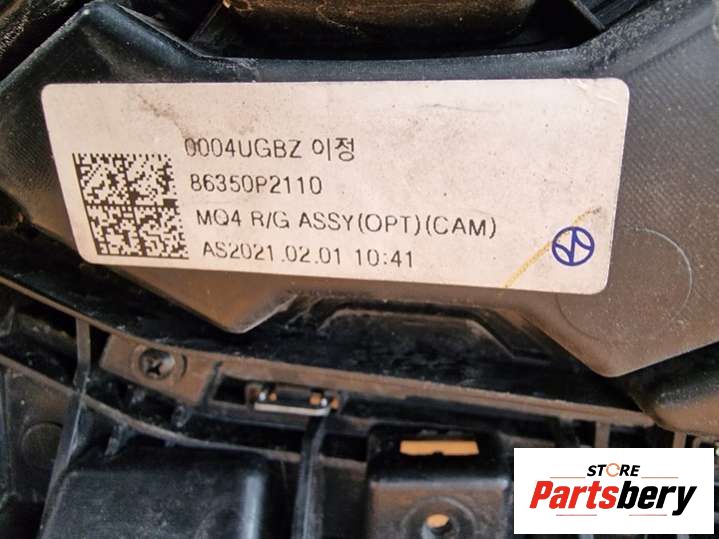 0004UGBZ 이정
86350P2110
MQ4 R/G ASSY(OPT)(CAM)
AS2021.02.01 10:41
STORE
Partsbery